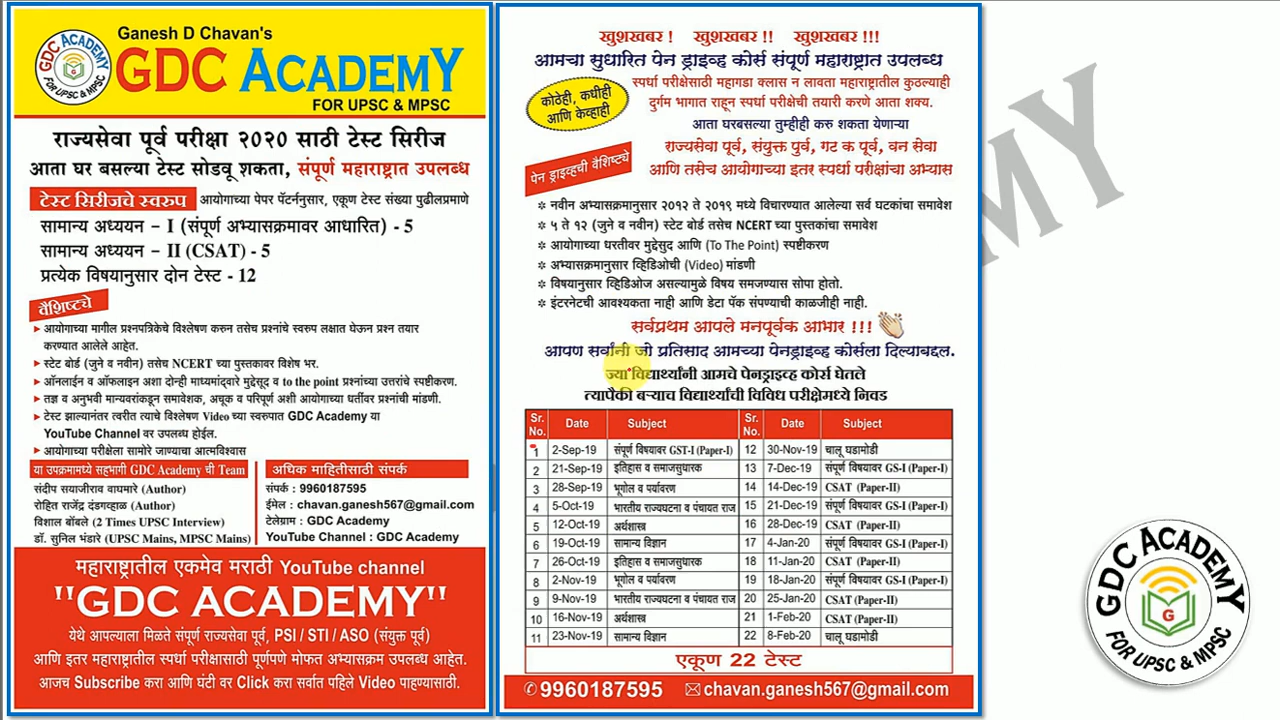 Ganesh D Chavan's
GDC ACADEMY
FOR UPSC & MPSC
GDC ACADEMY
FOR UPSC & MPSC
राज्यसेवा पूर्व परीक्षा २०२० साठी टेस्ट सिरीज
आता घर बसल्या टेस्ट सोडवू शकता, संपूर्ण महाराष्ट्रात उपलब्ध
टेस्ट सिरीजचे स्वरुप आयोगाच्या पेपर पॅटर्ननुसार, एकूण टेस्ट संख्या पुढीलप्रमाणे
सामान्य अध्ययन – I (संपूर्ण अभ्यासक्रमावर आधारित) - 5
सामान्य अध्ययन – II (CSAT) - 5
प्रत्येक विषयानुसार दोन टेस्ट - 12
वैशिष्ट्ये
आयोगाच्या मागील प्रश्नपत्रिकेचे विश्लेषण करुन तसेच प्रश्नांचे स्वरुप लक्षात घेऊन प्रश्न तयार
करण्यात आलेले आहेत.
स्टेट बोर्ड (जुने व नवीन) तसेच NCERT च्या पुस्तकावर विशेष भर.
ऑनलाईन व ऑफलाइन अशा दोन्ही माध्यमांद्वारे मुद्देसूद व to the point प्रश्नांच्या उत्तरांचे स्पष्टीकरण.
तज्ञ व अनुभवी मान्यवरांकडून समावेशक, अचूक व परिपूर्ण अशी आयोगाच्या धर्तीवर प्रश्नांची मांडणी.
टेस्ट झाल्यानंतर त्वरीत त्याचे विश्लेषण Video च्या स्वरुपात GDC Academy या
YouTube Channel वर उपलब्ध होईल.
आयोगाच्या परीक्षेला सामोरे जाण्याचा आत्मविश्वास
या उपक्रमामध्ये सहभागी GDC Academy ची Team
संदीप सयाजीराव वाघमारे (Author)
रोहित राजेंद्र दंडगव्हाळ (Author)
विशाल बोंबले (2 Times UPSC Interview)
डॉ. सुनिल भंडारे (UPSC Mains, MPSC Mains)
अधिक माहितीसाठी संपर्क
संपर्क : 9960187595
ईमेल : chavan.ganesh567@gmail.com
टेलेग्राम : GDC Academy
YouTube Channel : GDC Academy
महाराष्ट्रातील एकमेव मराठी YouTube channel
"GDC ACADEMY"
येथे आपल्याला मिळते संपूर्ण राज्यसेवा पूर्व, PSI / STI / ASO (संयुक्त पूर्व)
आणि इतर महाराष्ट्रातील स्पर्धा परीक्षासाठी पूर्णपणे मोफत अभ्यासक्रम उपलब्ध आहेत.
आजच Subscribe करा आणि घंटी वर Click करा सर्वात पहिले Video पाहण्यासाठी.
खुशखबर ! खुशखबर !! खुशखबर !!!
आमचा सुधारित पेन ड्राइव्ह कोर्स संपूर्ण महाराष्ट्रात उपलब्ध
कोठेही, कधीही
आणि केव्हाही
स्पर्धा परीक्षेसाठी महागडा क्लास न लावता महाराष्ट्रातील कुठल्याही
दुर्गम भागात राहून स्पर्धा परीक्षेची तयारी करणे आता शक्य.
आता घरबसल्या तुम्हीही करु शकता येणाऱ्या
राज्यसेवा पूर्व, संयुक्त पुर्व, गट क पूर्व, वन सेवा
आणि तसेच आयोगाच्या इतर स्पर्धा परीक्षांचा अभ्यास
पेन ड्राइव्हची वैशिष्ट्ये
नवीन अभ्यासक्रमानुसार २०१२ ते २०१९ मध्ये विचारण्यात आलेल्या सर्व घटकांचा समावेश
५ ते १२ (जुने व नवीन) स्टेट बोर्ड तसेच NCERT च्या पुस्तकांचा समावेश
आयोगाच्या धरतीवर मुद्देसुद आणि (To The Point) स्पष्टीकरण
अभ्यासक्रमानुसार व्हिडिओची (Video) मांडणी
विषयानुसार व्हिडिओज असल्यामुळे विषय समजण्यास सोपा होतो.
इंटरनेटची आवश्यकता नाही आणि डेटा पॅक संपण्याची काळजीही नाही.
सर्वप्रथम आपले मनपूर्वक आभार !!!
आपण सर्वांनी जो प्रतिसाद आमच्या पेनड्राइव्ह कोर्सला दिल्याबद्दल.
ज्या विद्यार्थ्यांनी आमचे पेनड्राइव्ह कोर्स घेतले
त्यापैकी बऱ्याच विद्यार्थ्यांची विविध परीक्षेमध्ये निवड
Sr. No. Date Subject Sr. No. Date Subject
1 2-Sep-19 संपूर्ण विषयावर GST-I (Paper-I) 12 30-Nov-19 चालू घडामोडी
2 21-Sep-19 इतिहास व समाजसुधारक 13 7-Dec-19 संपूर्ण विषयावर GS-I (Paper-I)
3 28-Sep-19 भूगोल व पर्यावरण 14 14-Dec-19 CSAT (Paper-II)
4 5-Oct-19 भारतीय राज्यघटना व पंचायत राज 15 21-Dec-19 संपूर्ण विषयावर GS-I (Paper-I)
5 12-Oct-19 अर्थशास्त्र 16 28-Dec-19 CSAT (Paper-II)
6 19-Oct-19 सामान्य विज्ञान 17 4-Jan-20 संपूर्ण विषयावर GS-I (Paper-I)
7 26-Oct-19 इतिहास व समाजसुधारक 18 11-Jan-20 CSAT (Paper-II)
8 2-Nov-19 भूगोल व पर्यावरण 19 18-Jan-20 संपूर्ण विषयावर GS-I (Paper-I)
9 9-Nov-19 भारतीय राज्यघटना व पंचायत राज 20 25-Jan-20 CSAT (Paper-II)
10 16-Nov-19 अर्थशास्त्र 21 1-Feb-20 CSAT (Paper-II)
11 23-Nov-19 सामान्य विज्ञान 22 8-Feb-20 चालू घडामोडी
एकूण 22 टेस्ट
9960187595 chavan.ganesh567@gmail.com
MY
GDC ACADEMY
G
FOR UPSC & MPSC